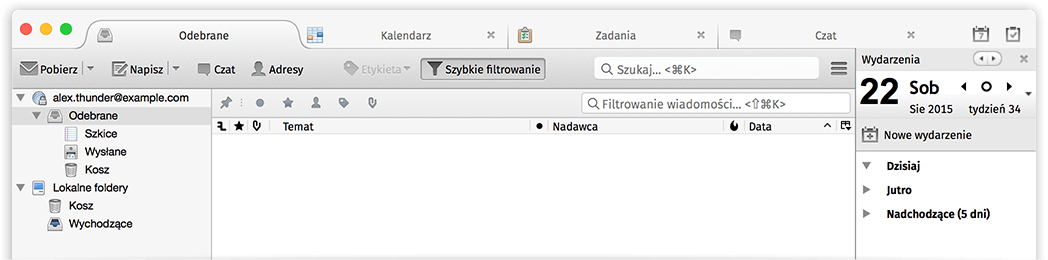 Odebrane Kalendarz Zadania Czat 7
Pobierz Napisz Czat Adresy Etykieta Szybkie filtrowanie Szukaj... <⌘K> Wydarzenia
alex.thunder@example.com
Odebrane
Szkice
Wysłane
Kosz
Lokalne foldery
Kosz
Wychodzące
Filtrowanie wiadomości... <⇧⌘K>
Temat Nadawca Data
22 Sob
Sie 2015 tydzień 34
Nowe wydarzenie
Dzisiaj
Jutro
Nadchodzące (5 dni)